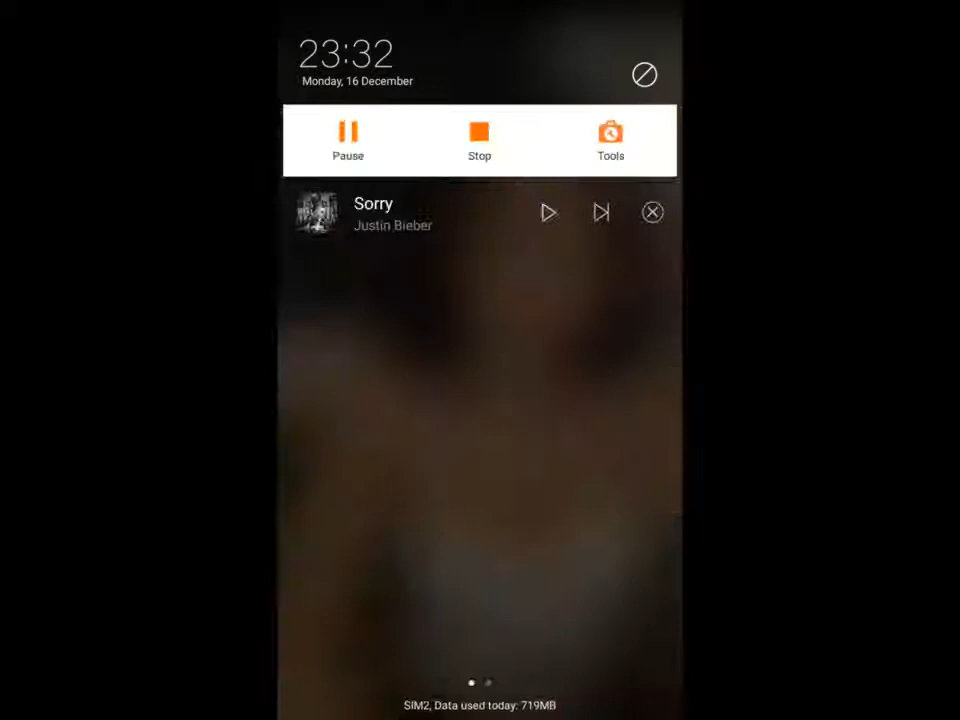 23:32
Monday, 16 December
Pause Stop Tools
Sorry
Justin Bieber
SIM2, Data used today: 719MB